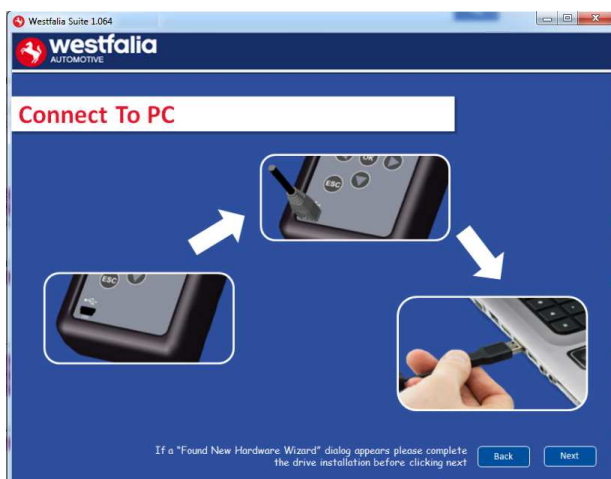 Westfalia Suite 1.064
westfalia
AUTOMOTIVE
Connect To PC
OK
ESC
ESC
If a "Found New Hardware Wizard" dialog appears please complete
the drive installation before clicking next
Back
Next